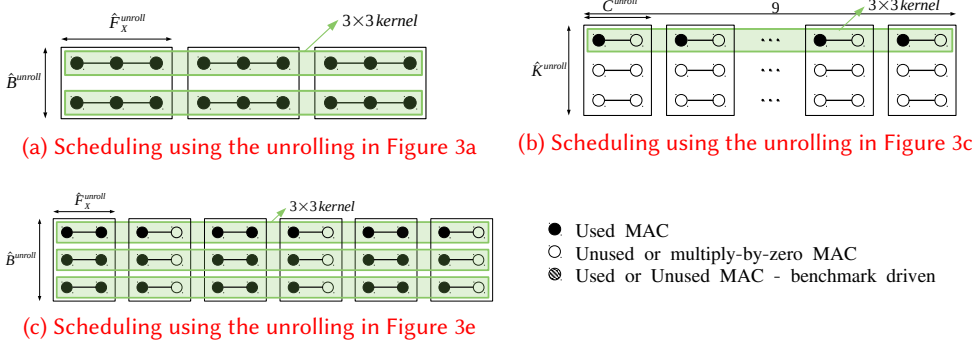 F̂_X^unroll
3×3 kernel
B̂^unroll
(a) Scheduling using the unrolling in Figure 3a
C^unroll
9
3×3 kernel
K̂^unroll
(b) Scheduling using the unrolling in Figure 3c
F̂_X^unroll
3×3 kernel
B̂^unroll
(c) Scheduling using the unrolling in Figure 3e
Used MAC
Unused or multiply-by-zero MAC
Used or Unused MAC - benchmark driven